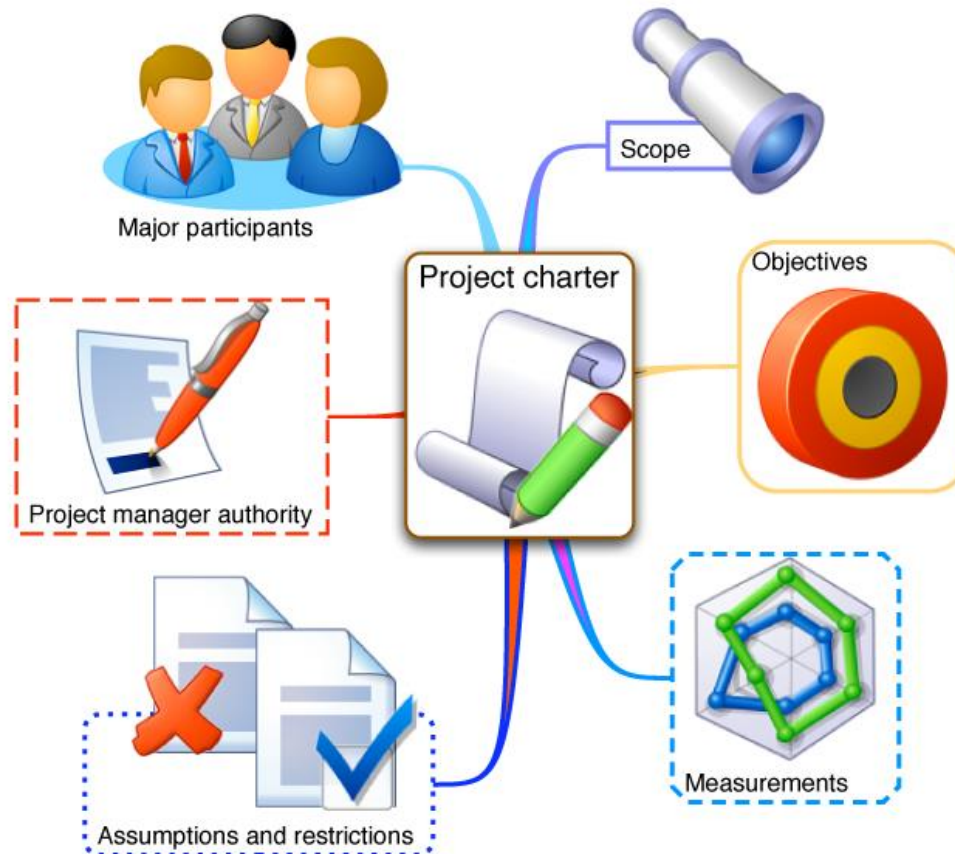 Scope
Major participants
Project charter
Objectives
Project manager authority
Measurements
Assumptions and restrictions